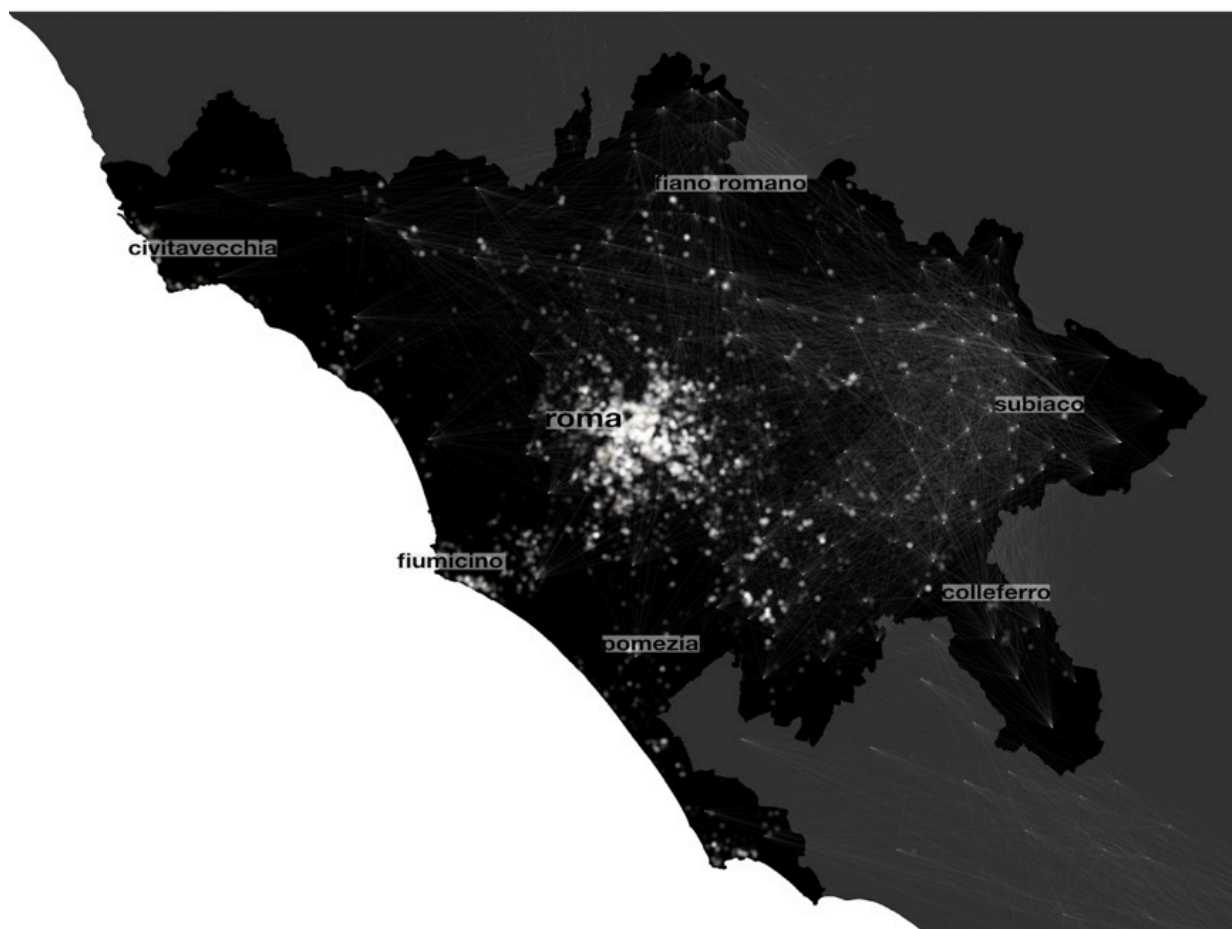 fiano romano
civitavecchia
subiaco
roma
fiumicino
colleferro
pomezia